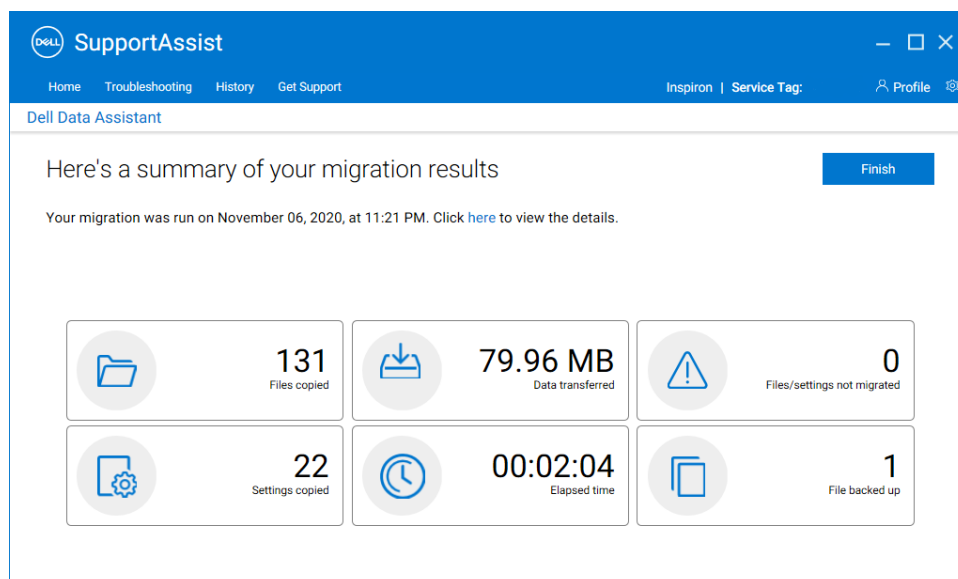 DELL SupportAssist
Home Troubleshooting History Get Support Inspiron | Service Tag: Profile
Dell Data Assistant
Here's a summary of your migration results Finish
Your migration was run on November 06, 2020, at 11:21 PM. Click here to view the details.
131
Files copied
79.96 MB
Data transferred
0
Files/settings not migrated
22
Settings copied
00:02:04
Elapsed time
1
File backed up